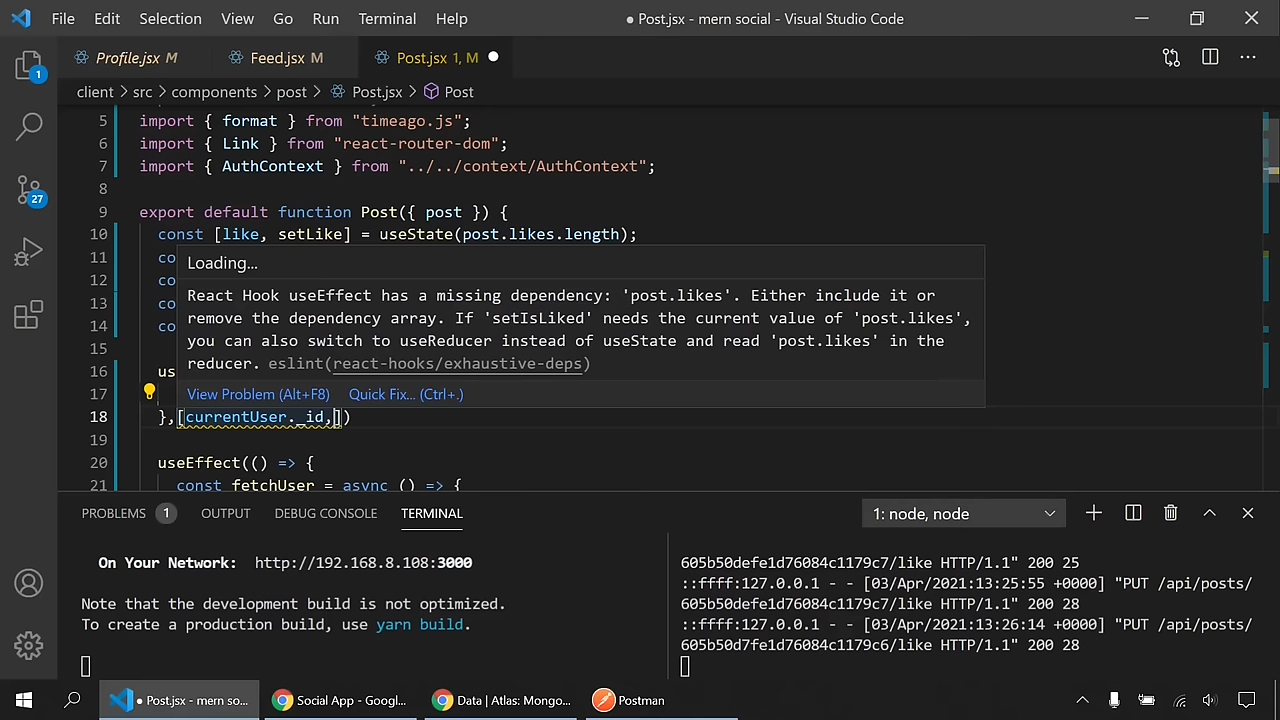 File Edit Selection View Go Run Terminal Help ● Post.jsx - mern social - Visual Studio Code
Profile.jsx M Feed.jsx M Post.jsx 1, M ●
client > src > components > post > Post.jsx > Post
5 import { format } from "timeago.js";
6 import { Link } from "react-router-dom";
7 import { AuthContext } from "../../context/AuthContext";
8
9 export default function Post({ post }) {
10 const [like, setLike] = useState(post.likes.length);
11 co
Loading...
12 co
React Hook useEffect has a missing dependency: 'post.likes'. Either include it or
13 co
remove the dependency array. If 'setIsLiked' needs the current value of 'post.likes',
14 co
you can also switch to useReducer instead of useState and read 'post.likes' in the
15
reducer. eslint(react-hooks/exhaustive-deps)
16 us
17
View Problem (Alt+F8) Quick Fix... (Ctrl+.)
18 },[currentUser._id,])
19
20 useEffect(() => {
21 const fetchUser = async () => {
PROBLEMS 1 OUTPUT DEBUG CONSOLE TERMINAL 1: node, node
On Your Network: http://192.168.8.108:3000
Note that the development build is not optimized.
To create a production build, use yarn build.
605b50defe1d76084c1179c7/like HTTP/1.1" 200 25
::ffff:127.0.0.1 - - [03/Apr/2021:13:25:55 +0000] "PUT /api/posts/
605b50defe1d76084c1179c7/like HTTP/1.1" 200 28
::ffff:127.0.0.1 - - [03/Apr/2021:13:26:14 +0000] "PUT /api/posts/
605b50d7fe1d76084c1179c6/like HTTP/1.1" 200 28
1
27
● Post.jsx - mern so... Social App - Googl... Data | Atlas: Mongo... Postman